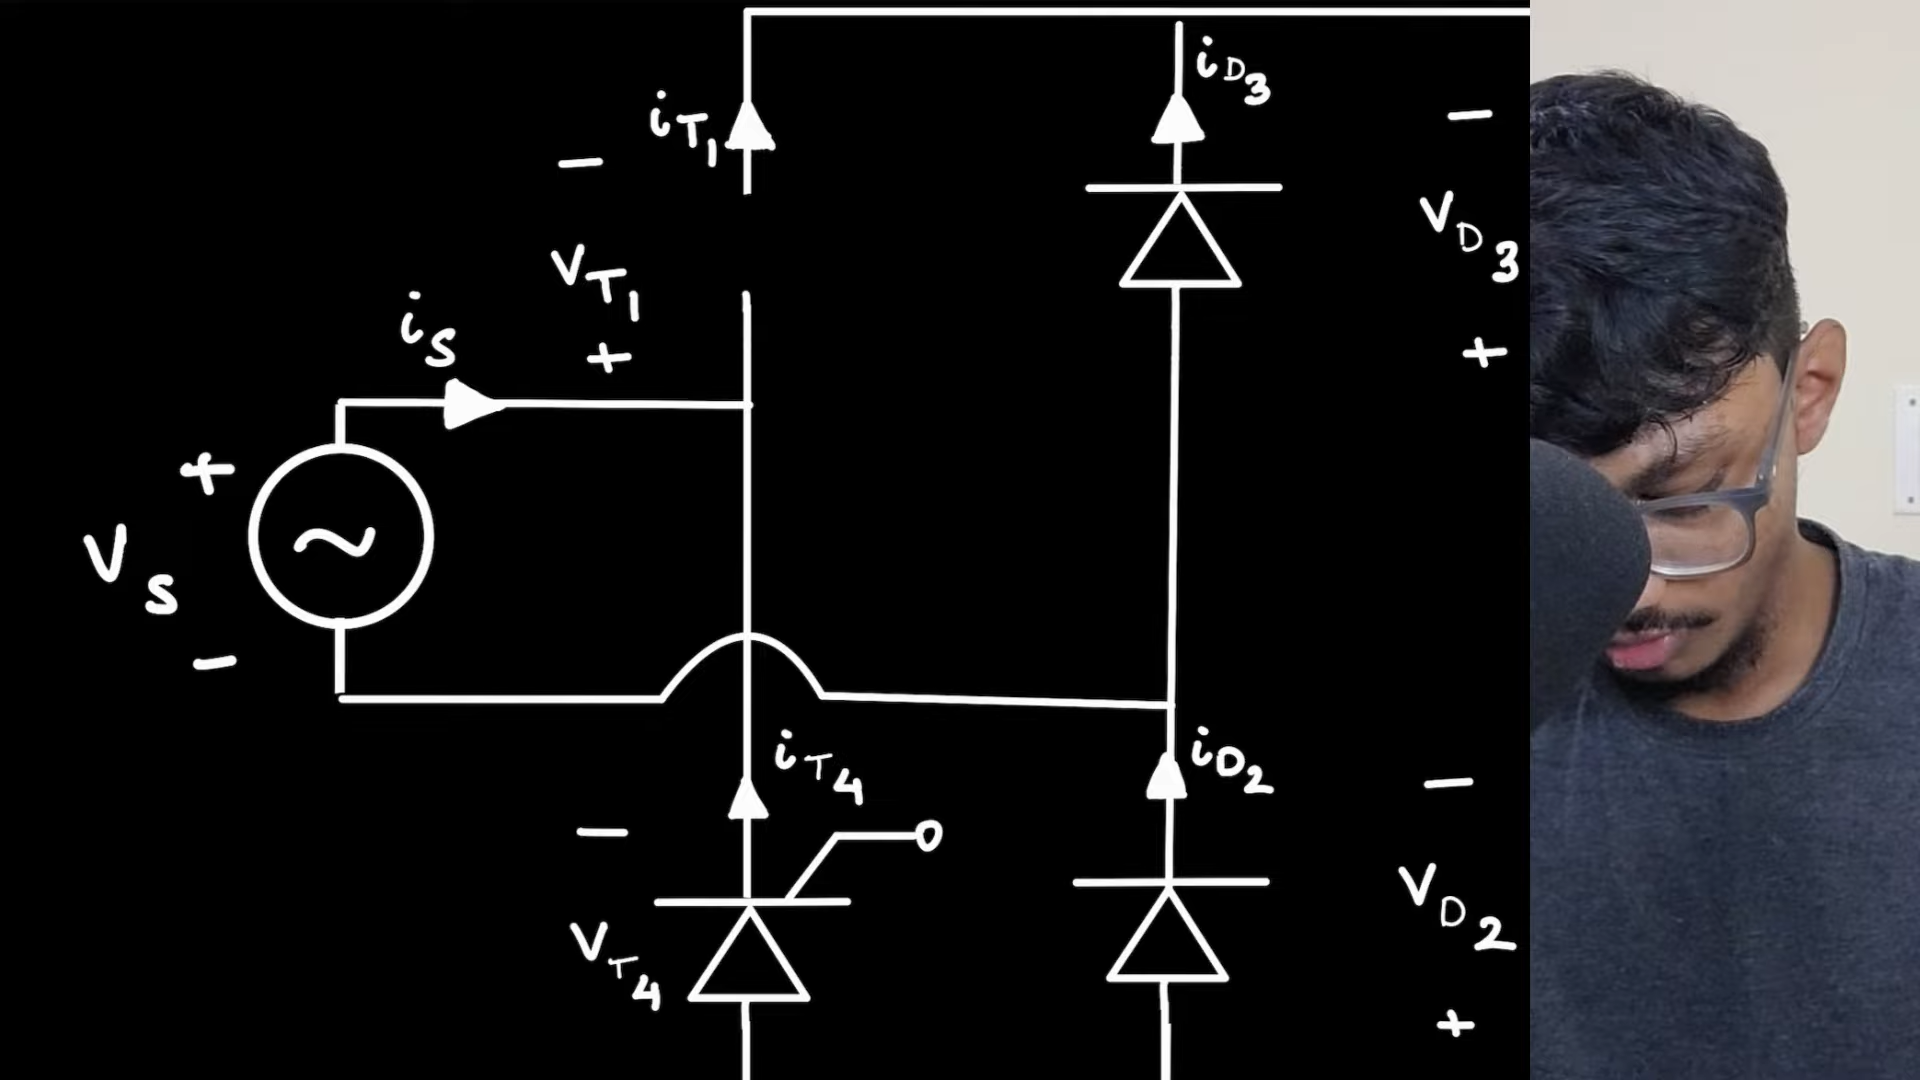 iD3
iT1
−
−
VT1
VD3
iS
+
+
+
VS
−
iT4
iD2
−
−
VT4
VD2
+